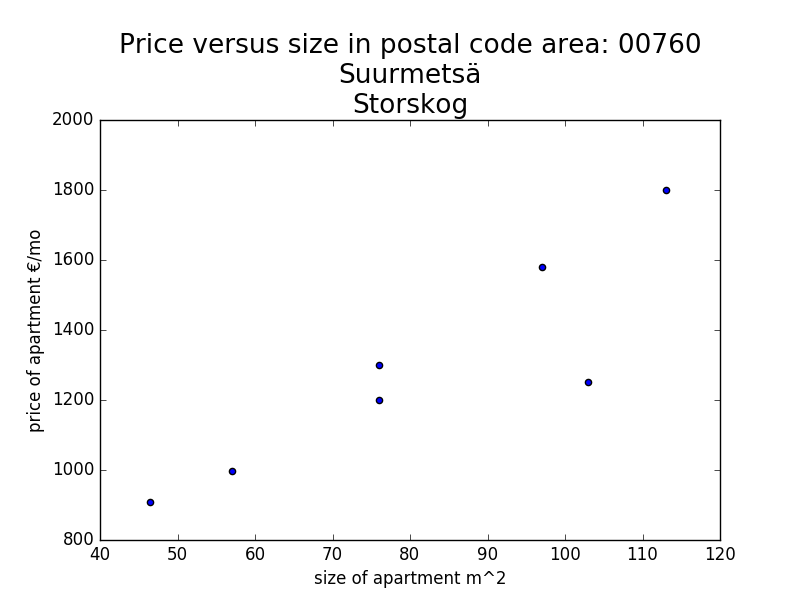 Price versus size in postal code area: 00760
Suurmetsä
Storskog
2000
1800
1600
1400
1200
1000
800
price of apartment €/mo
40 50 60 70 80 90 100 110 120
size of apartment m^2